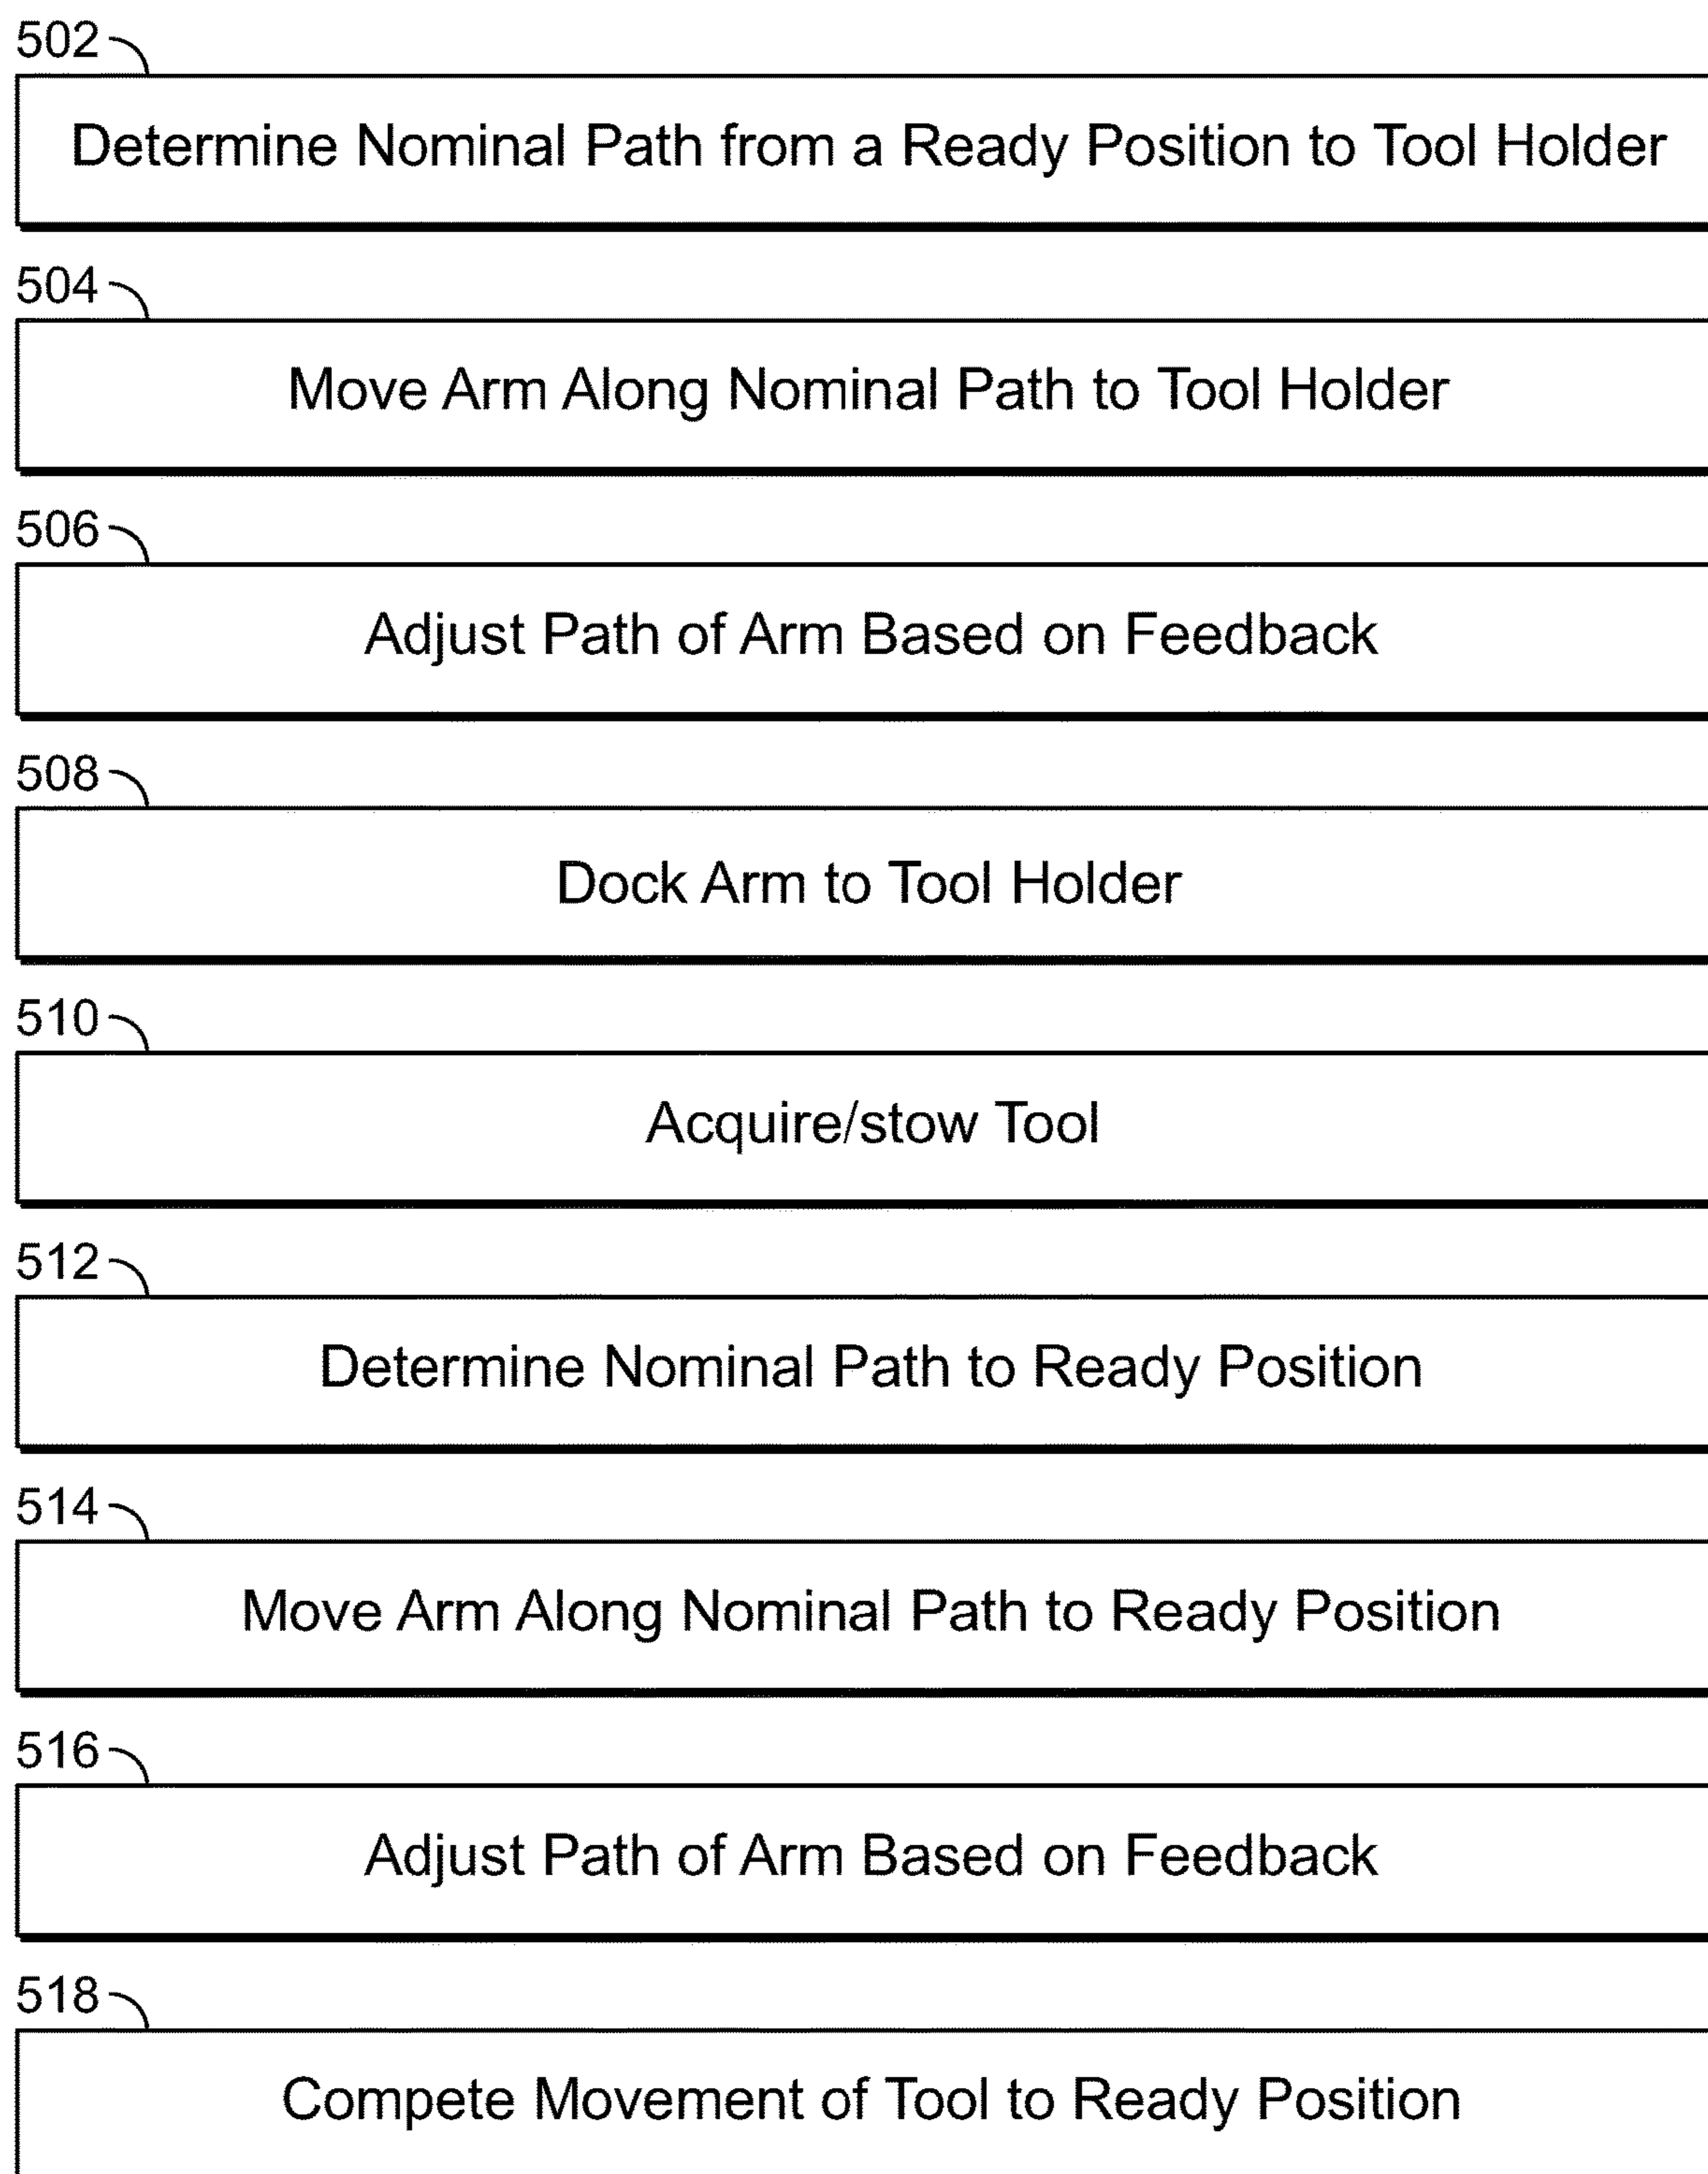 502
Determine Nominal Path from a Ready Position to Tool Holder
504
Move Arm Along Nominal Path to Tool Holder
506
Adjust Path of Arm Based on Feedback
508
Dock Arm to Tool Holder
510
Acquire/stow Tool
512
Determine Nominal Path to Ready Position
514
Move Arm Along Nominal Path to Ready Position
516
Adjust Path of Arm Based on Feedback
518
Compete Movement of Tool to Ready Position